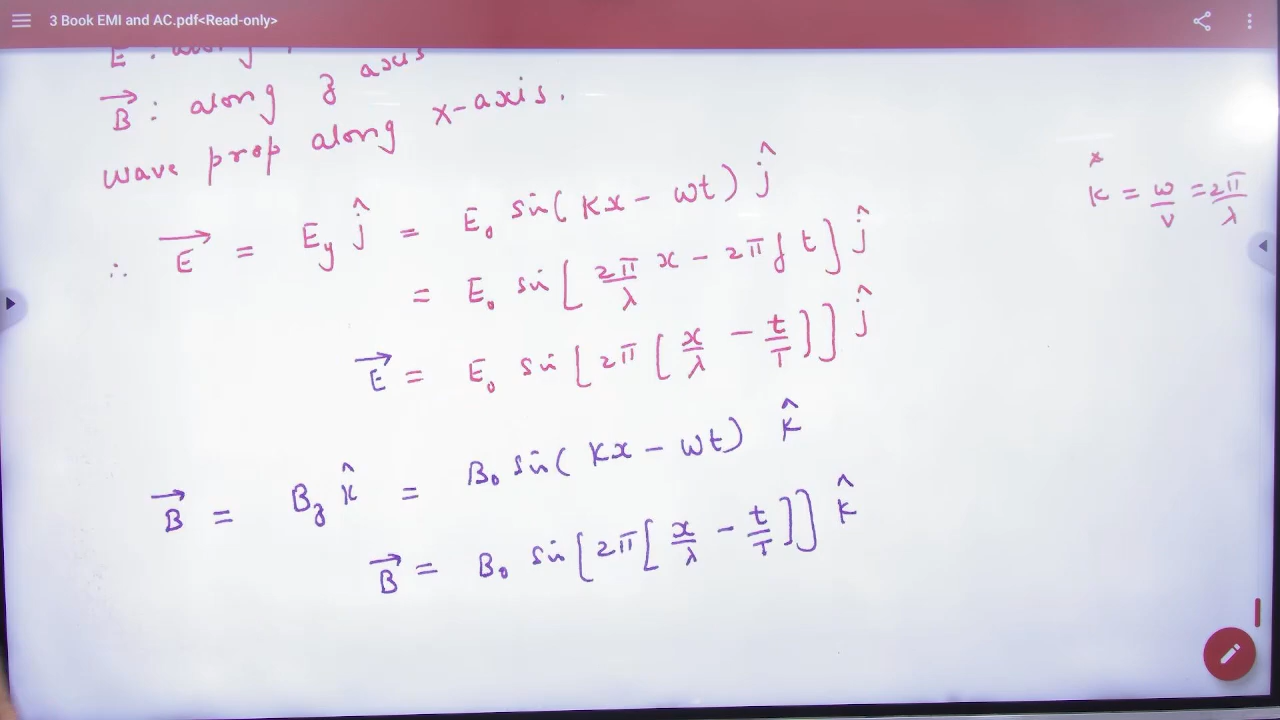 3 Book EMI and AC.pdf<Read-only>
E :
B⃗ : along z axis
wave prop along x-axis.
∴ E⃗ = E_y ĵ = E₀ sin(Kx - ωt) ĵ
= E₀ sin[2π/λ x - 2πf t] ĵ
E⃗ = E₀ sin[2π[x/λ - t/T]] ĵ
* K = ω/v = 2π/λ
B⃗ = B_z k̂ = B₀ sin(Kx - ωt) k̂
B⃗ = B₀ sin[2π[x/λ - t/T]] k̂